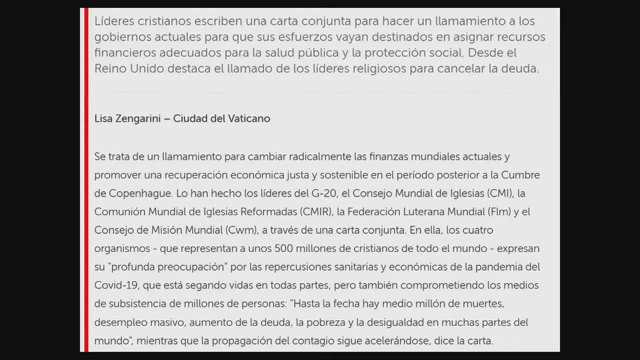 Líderes cristianos escriben una carta conjunta para hacer un llamamiento a los
gobiernos actuales para que sus esfuerzos vayan destinados en asignar recursos
financieros adecuados para la salud pública y la protección social. Desde el
Reino Unido destaca el llamado de los líderes religiosos para cancelar la deuda.
Lisa Zengarini – Ciudad del Vaticano
Se trata de un llamamiento para cambiar radicalmente las finanzas mundiales actuales y
promover una recuperación económica justa y sostenible en el período posterior a la Cumbre
de Copenhague. Lo han hecho los líderes del G-20, el Consejo Mundial de Iglesias (CMI), la
Comunión Mundial de Iglesias Reformadas (CMIR), la Federación Luterana Mundial (Flm) y el
Consejo de Misión Mundial (Cwm), a través de una carta conjunta. En ella, los cuatro
organismos - que representan a unos 500 millones de cristianos de todo el mundo - expresan
su "profunda preocupación" por las repercusiones sanitarias y económicas de la pandemia del
Covid-19, que está segando vidas en todas partes, pero también comprometiendo los medios
de subsistencia de millones de personas: "Hasta la fecha hay medio millón de muertes,
desempleo masivo, aumento de la deuda, la pobreza y la desigualdad en muchas partes del
mundo", mientras que la propagación del contagio sigue acelerándose, dice la carta.